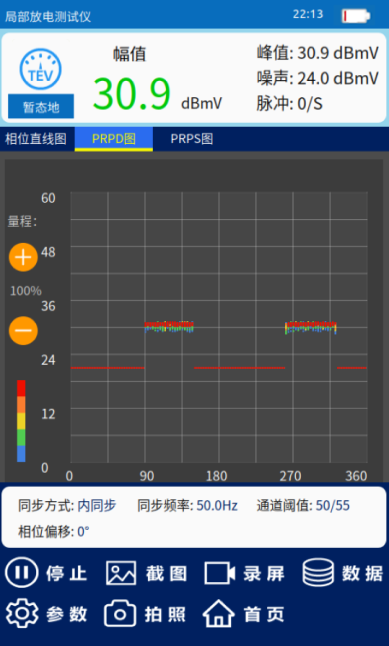 局部放电测试仪 22:13
TEV
暂态地
幅值
30.9 dBmV
峰值: 30.9 dBmV
噪声: 24.0 dBmV
脉冲: 0/S
相位直线图 PRPD图 PRPS图
60
量程:
48
100%
36
24
12
0
0 90 180 270 360
同步方式: 内同步 同步频率: 50.0Hz 通道阈值: 50/55
相位偏移: 0°
停止 截图 录屏 数据
参数 拍照 首页